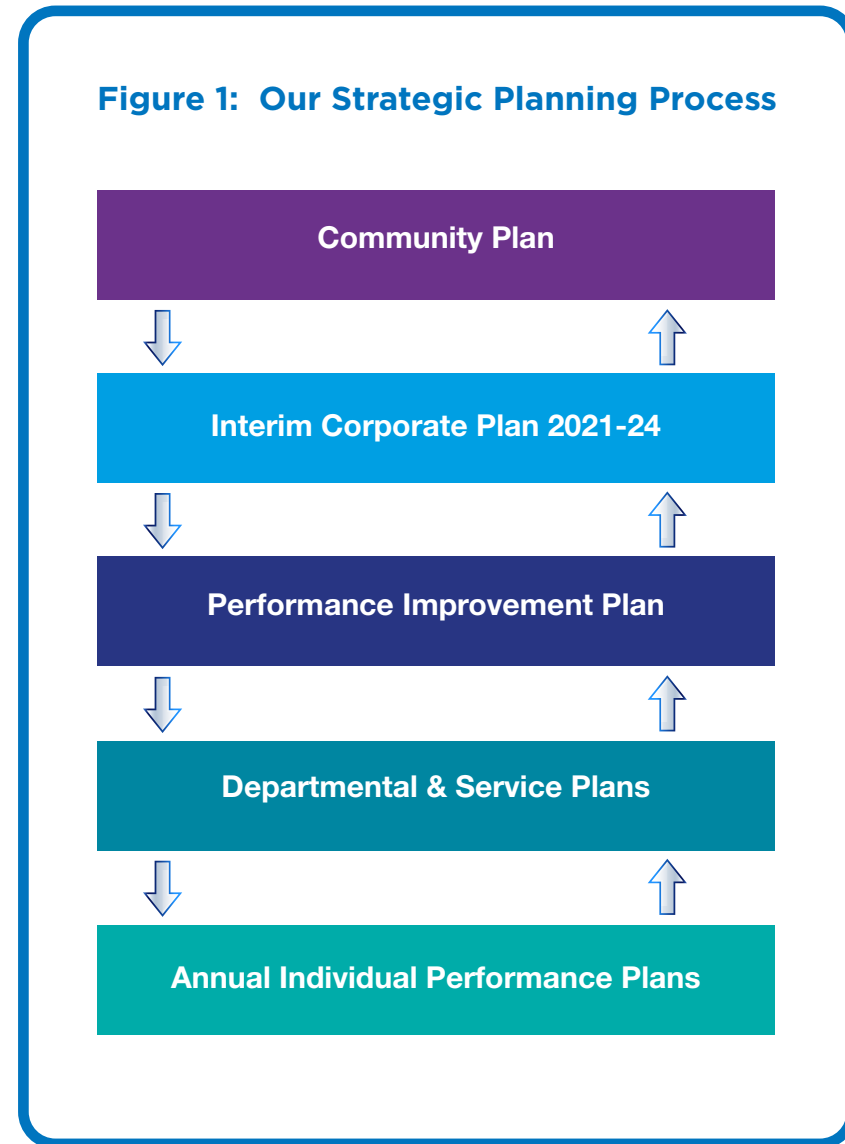 Figure 1: Our Strategic Planning Process
Community Plan
Interim Corporate Plan 2021-24
Performance Improvement Plan
Departmental & Service Plans
Annual Individual Performance Plans